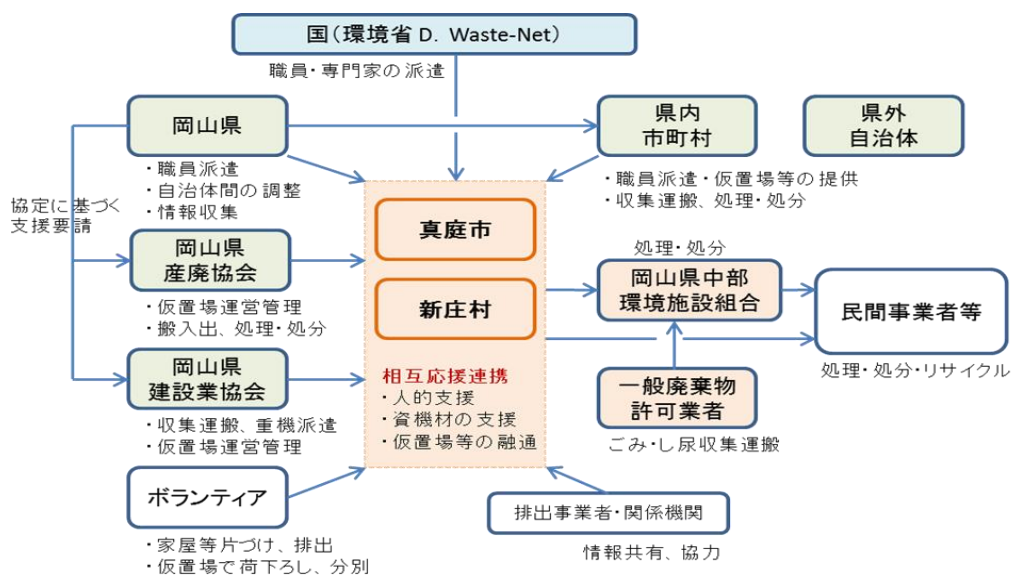 国（環境省 D. Waste-Net）
職員・専門家の派遣
岡山県
・職員派遣
・自治体間の調整
・情報収集
県内
市町村
・職員派遣・仮置場等の提供
・収集運搬、処理・処分
県外
自治体
協定に基づく
支援要請
岡山県
産廃協会
・仮置場運営管理
・搬入出、処理・処分
岡山県
建設業協会
・収集運搬、重機派遣
・仮置場運営管理
ボランティア
・家屋等片づけ、排出
・仮置場で荷下ろし、分別
真庭市
新庄村
相互応援連携
・人的支援
・資機材の支援
・仮置場等の融通
処理・処分
岡山県中部
環境施設組合
一般廃棄物
許可業者
ごみ・し尿収集運搬
民間事業者等
処理・処分・リサイクル
排出事業者・関係機関
情報共有、協力